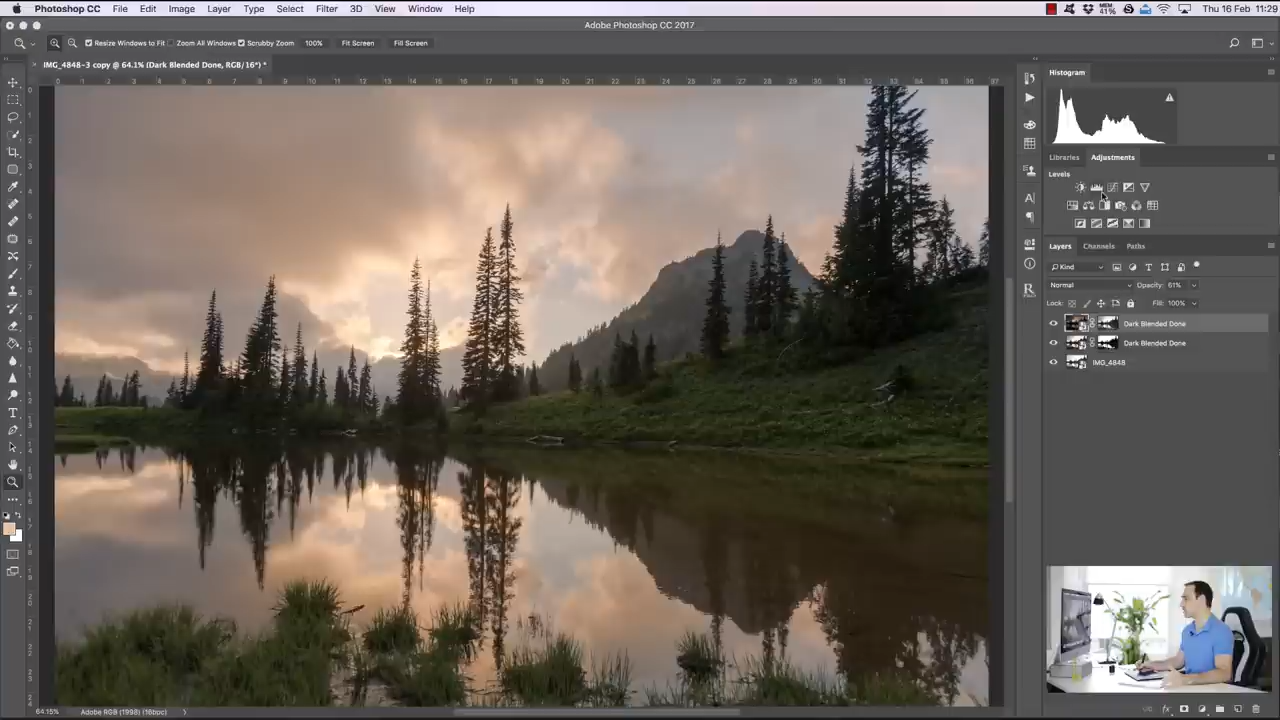 Photoshop CC File Edit Image Layer Type Select Filter 3D View Window Help MEM 41% Thu 16 Feb 11:29
Adobe Photoshop CC 2017
Resize Windows to Fit Zoom All Windows Scrubby Zoom 100% Fit Screen Fill Screen
IMG_4848-3 copy @ 64.1% (Dark Blended Done, RGB/16*) *
Histogram
Libraries Adjustments
Levels
Layers Channels Paths
Kind
Normal Opacity: 61%
Lock: Fill: 100%
Dark Blended Done
Dark Blended Done
IMG_4848
64.15% Adobe RGB (1998) (16bpc)